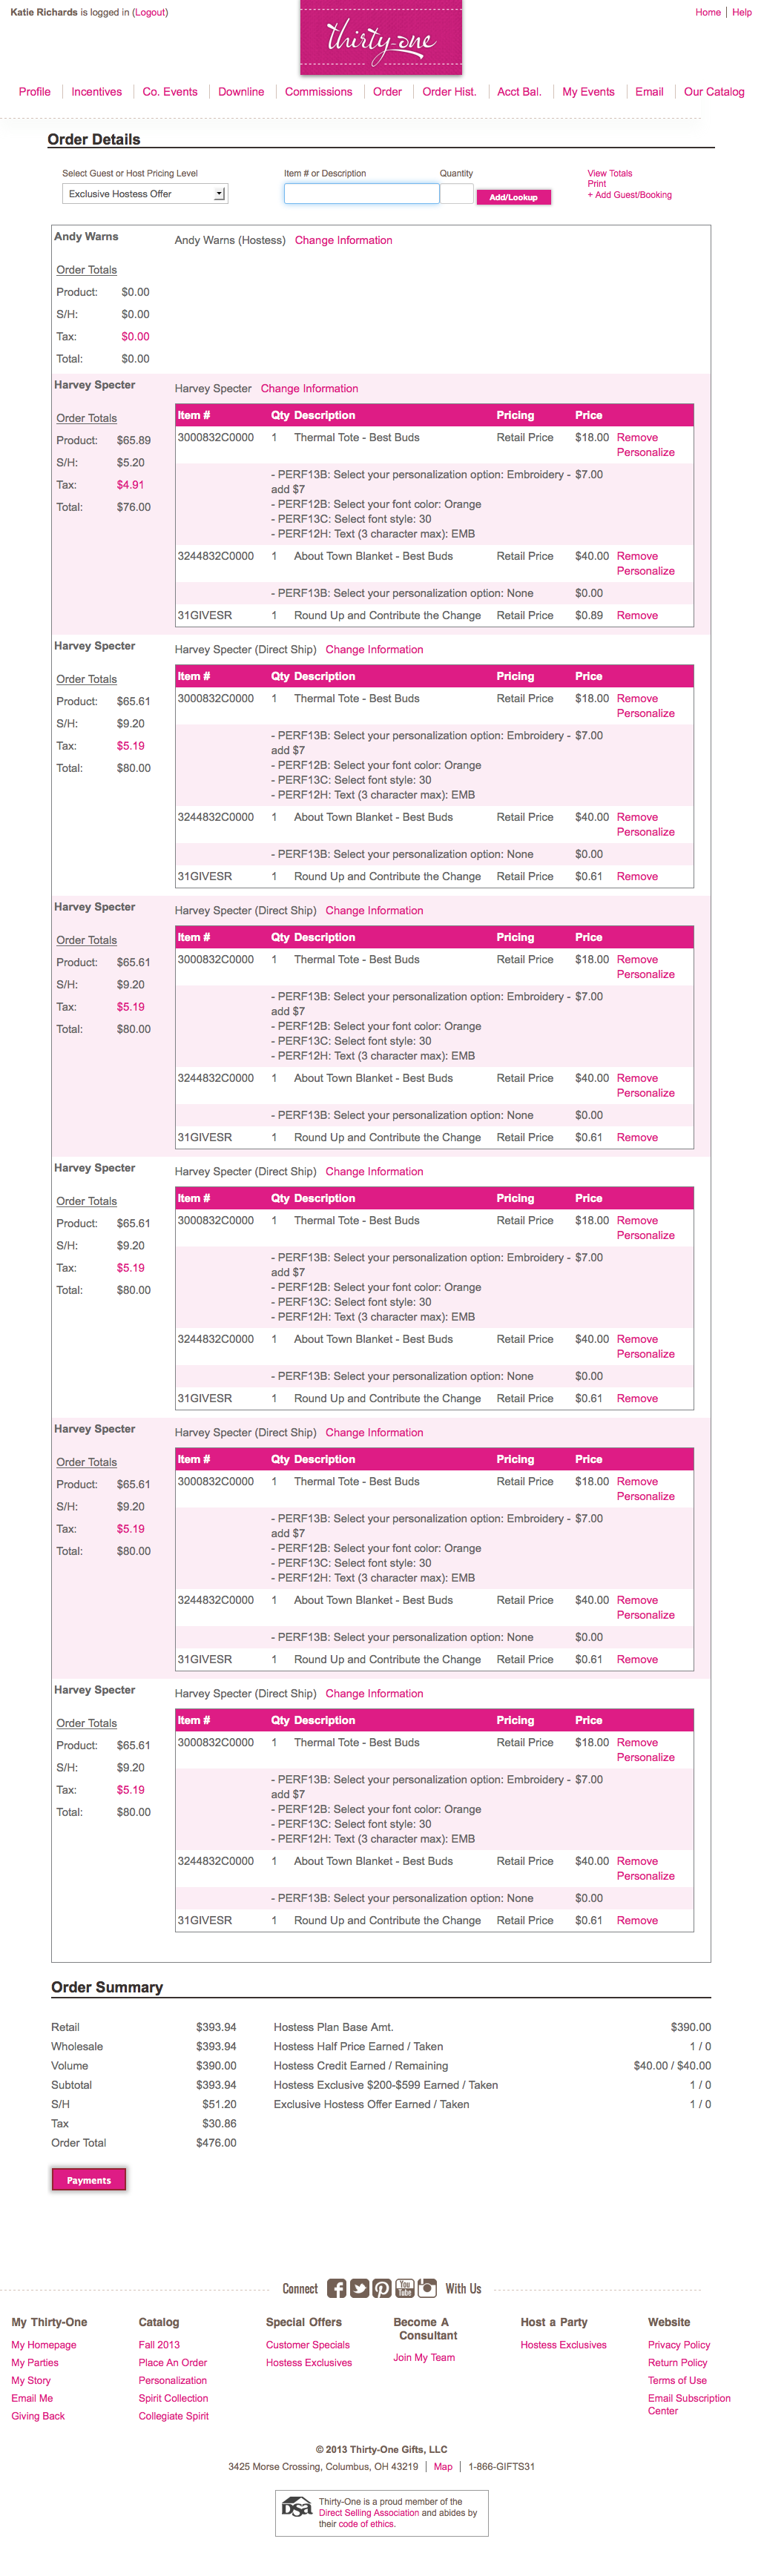 Katie Richards is logged in (Logout)
thirty-one
Home | Help
Profile Incentives Co. Events Downline Commissions Order Order Hist. Acct Bal. My Events Email Our Catalog
Order Details
Select Guest or Host Pricing Level Item # or Description Quantity
Exclusive Hostess Offer Add/Lookup
View Totals
Print
+ Add Guest/Booking
Andy Warns
Andy Warns (Hostess) Change Information
Order Totals
Product: $0.00
S/H: $0.00
Tax: $0.00
Total: $0.00
Harvey Specter
Order Totals
Product: $65.89
S/H: $5.20
Tax: $4.91
Total: $76.00
Harvey Specter Change Information
Item # Qty Description Pricing Price
3000832C0000 1 Thermal Tote - Best Buds Retail Price $18.00 Remove
Personalize
- PERF13B: Select your personalization option: Embroidery - $7.00
add $7
- PERF12B: Select your font color: Orange
- PERF13C: Select font style: 30
- PERF12H: Text (3 character max): EMB
3244832C0000 1 About Town Blanket - Best Buds Retail Price $40.00 Remove
Personalize
- PERF13B: Select your personalization option: None $0.00
31GIVESR 1 Round Up and Contribute the Change Retail Price $0.89 Remove
Harvey Specter
Order Totals
Product: $65.61
S/H: $9.20
Tax: $5.19
Total: $80.00
Harvey Specter (Direct Ship) Change Information
Item # Qty Description Pricing Price
3000832C0000 1 Thermal Tote - Best Buds Retail Price $18.00 Remove
Personalize
- PERF13B: Select your personalization option: Embroidery - $7.00
add $7
- PERF12B: Select your font color: Orange
- PERF13C: Select font style: 30
- PERF12H: Text (3 character max): EMB
3244832C0000 1 About Town Blanket - Best Buds Retail Price $40.00 Remove
Personalize
- PERF13B: Select your personalization option: None $0.00
31GIVESR 1 Round Up and Contribute the Change Retail Price $0.61 Remove
Harvey Specter
Order Totals
Product: $65.61
S/H: $9.20
Tax: $5.19
Total: $80.00
Harvey Specter (Direct Ship) Change Information
Item # Qty Description Pricing Price
3000832C0000 1 Thermal Tote - Best Buds Retail Price $18.00 Remove
Personalize
- PERF13B: Select your personalization option: Embroidery - $7.00
add $7
- PERF12B: Select your font color: Orange
- PERF13C: Select font style: 30
- PERF12H: Text (3 character max): EMB
3244832C0000 1 About Town Blanket - Best Buds Retail Price $40.00 Remove
Personalize
- PERF13B: Select your personalization option: None $0.00
31GIVESR 1 Round Up and Contribute the Change Retail Price $0.61 Remove
Harvey Specter
Order Totals
Product: $65.61
S/H: $9.20
Tax: $5.19
Total: $80.00
Harvey Specter (Direct Ship) Change Information
Item # Qty Description Pricing Price
3000832C0000 1 Thermal Tote - Best Buds Retail Price $18.00 Remove
Personalize
- PERF13B: Select your personalization option: Embroidery - $7.00
add $7
- PERF12B: Select your font color: Orange
- PERF13C: Select font style: 30
- PERF12H: Text (3 character max): EMB
3244832C0000 1 About Town Blanket - Best Buds Retail Price $40.00 Remove
Personalize
- PERF13B: Select your personalization option: None $0.00
31GIVESR 1 Round Up and Contribute the Change Retail Price $0.61 Remove
Harvey Specter
Order Totals
Product: $65.61
S/H: $9.20
Tax: $5.19
Total: $80.00
Harvey Specter (Direct Ship) Change Information
Item # Qty Description Pricing Price
3000832C0000 1 Thermal Tote - Best Buds Retail Price $18.00 Remove
Personalize
- PERF13B: Select your personalization option: Embroidery - $7.00
add $7
- PERF12B: Select your font color: Orange
- PERF13C: Select font style: 30
- PERF12H: Text (3 character max): EMB
3244832C0000 1 About Town Blanket - Best Buds Retail Price $40.00 Remove
Personalize
- PERF13B: Select your personalization option: None $0.00
31GIVESR 1 Round Up and Contribute the Change Retail Price $0.61 Remove
Harvey Specter
Order Totals
Product: $65.61
S/H: $9.20
Tax: $5.19
Total: $80.00
Harvey Specter (Direct Ship) Change Information
Item # Qty Description Pricing Price
3000832C0000 1 Thermal Tote - Best Buds Retail Price $18.00 Remove
Personalize
- PERF13B: Select your personalization option: Embroidery - $7.00
add $7
- PERF12B: Select your font color: Orange
- PERF13C: Select font style: 30
- PERF12H: Text (3 character max): EMB
3244832C0000 1 About Town Blanket - Best Buds Retail Price $40.00 Remove
Personalize
- PERF13B: Select your personalization option: None $0.00
31GIVESR 1 Round Up and Contribute the Change Retail Price $0.61 Remove
Order Summary
Retail $393.94 Hostess Plan Base Amt. $390.00
Wholesale $393.94 Hostess Half Price Earned / Taken 1 / 0
Volume $390.00 Hostess Credit Earned / Remaining $40.00 / $40.00
Subtotal $393.94 Hostess Exclusive $200-$599 Earned / Taken 1 / 0
S/H $51.20 Exclusive Hostess Offer Earned / Taken 1 / 0
Tax $30.86
Order Total $476.00
Payments
Connect You Tube With Us
My Thirty-One
My Homepage
My Parties
My Story
Email Me
Giving Back
Catalog
Fall 2013
Place An Order
Personalization
Spirit Collection
Collegiate Spirit
Special Offers
Customer Specials
Hostess Exclusives
Become A
Consultant
Join My Team
Host a Party
Hostess Exclusives
Website
Privacy Policy
Return Policy
Terms of Use
Email Subscription
Center
© 2013 Thirty-One Gifts, LLC
3425 Morse Crossing, Columbus, OH 43219 | Map | 1-866-GIFTS31
DSA
Thirty-One is a proud member of the
Direct Selling Association and abides by
their code of ethics.